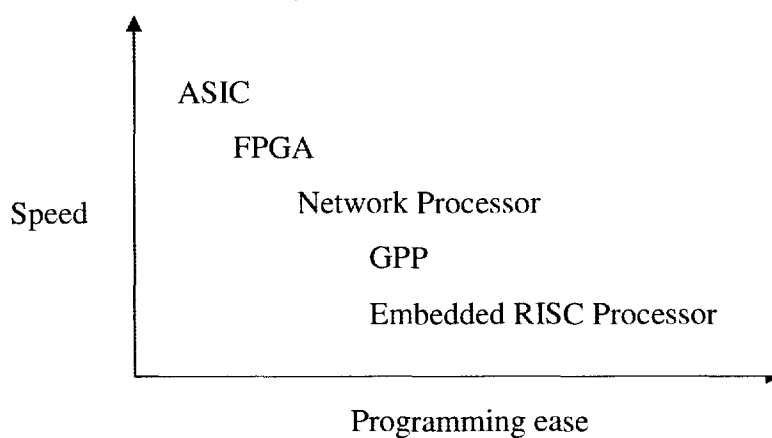 ASIC
FPGA
Network Processor
Speed
GPP
Embedded RISC Processor
Programming ease